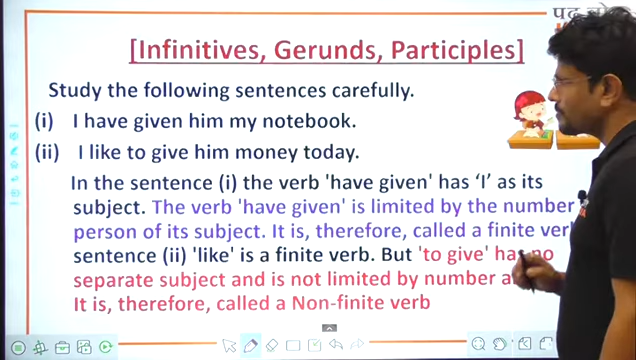 पढ़ लो
[Infinitives, Gerunds, Participles]
Study the following sentences carefully.
(i) I have given him my notebook.
(ii) I like to give him money today.
In the sentence (i) the verb 'have given' has ‘I’ as its
subject. The verb 'have given' is limited by the number
person of its subject. It is, therefore, called a finite verb
sentence (ii) 'like' is a finite verb. But 'to give' has no
separate subject and is not limited by number a
It is, therefore, called a Non-finite verb